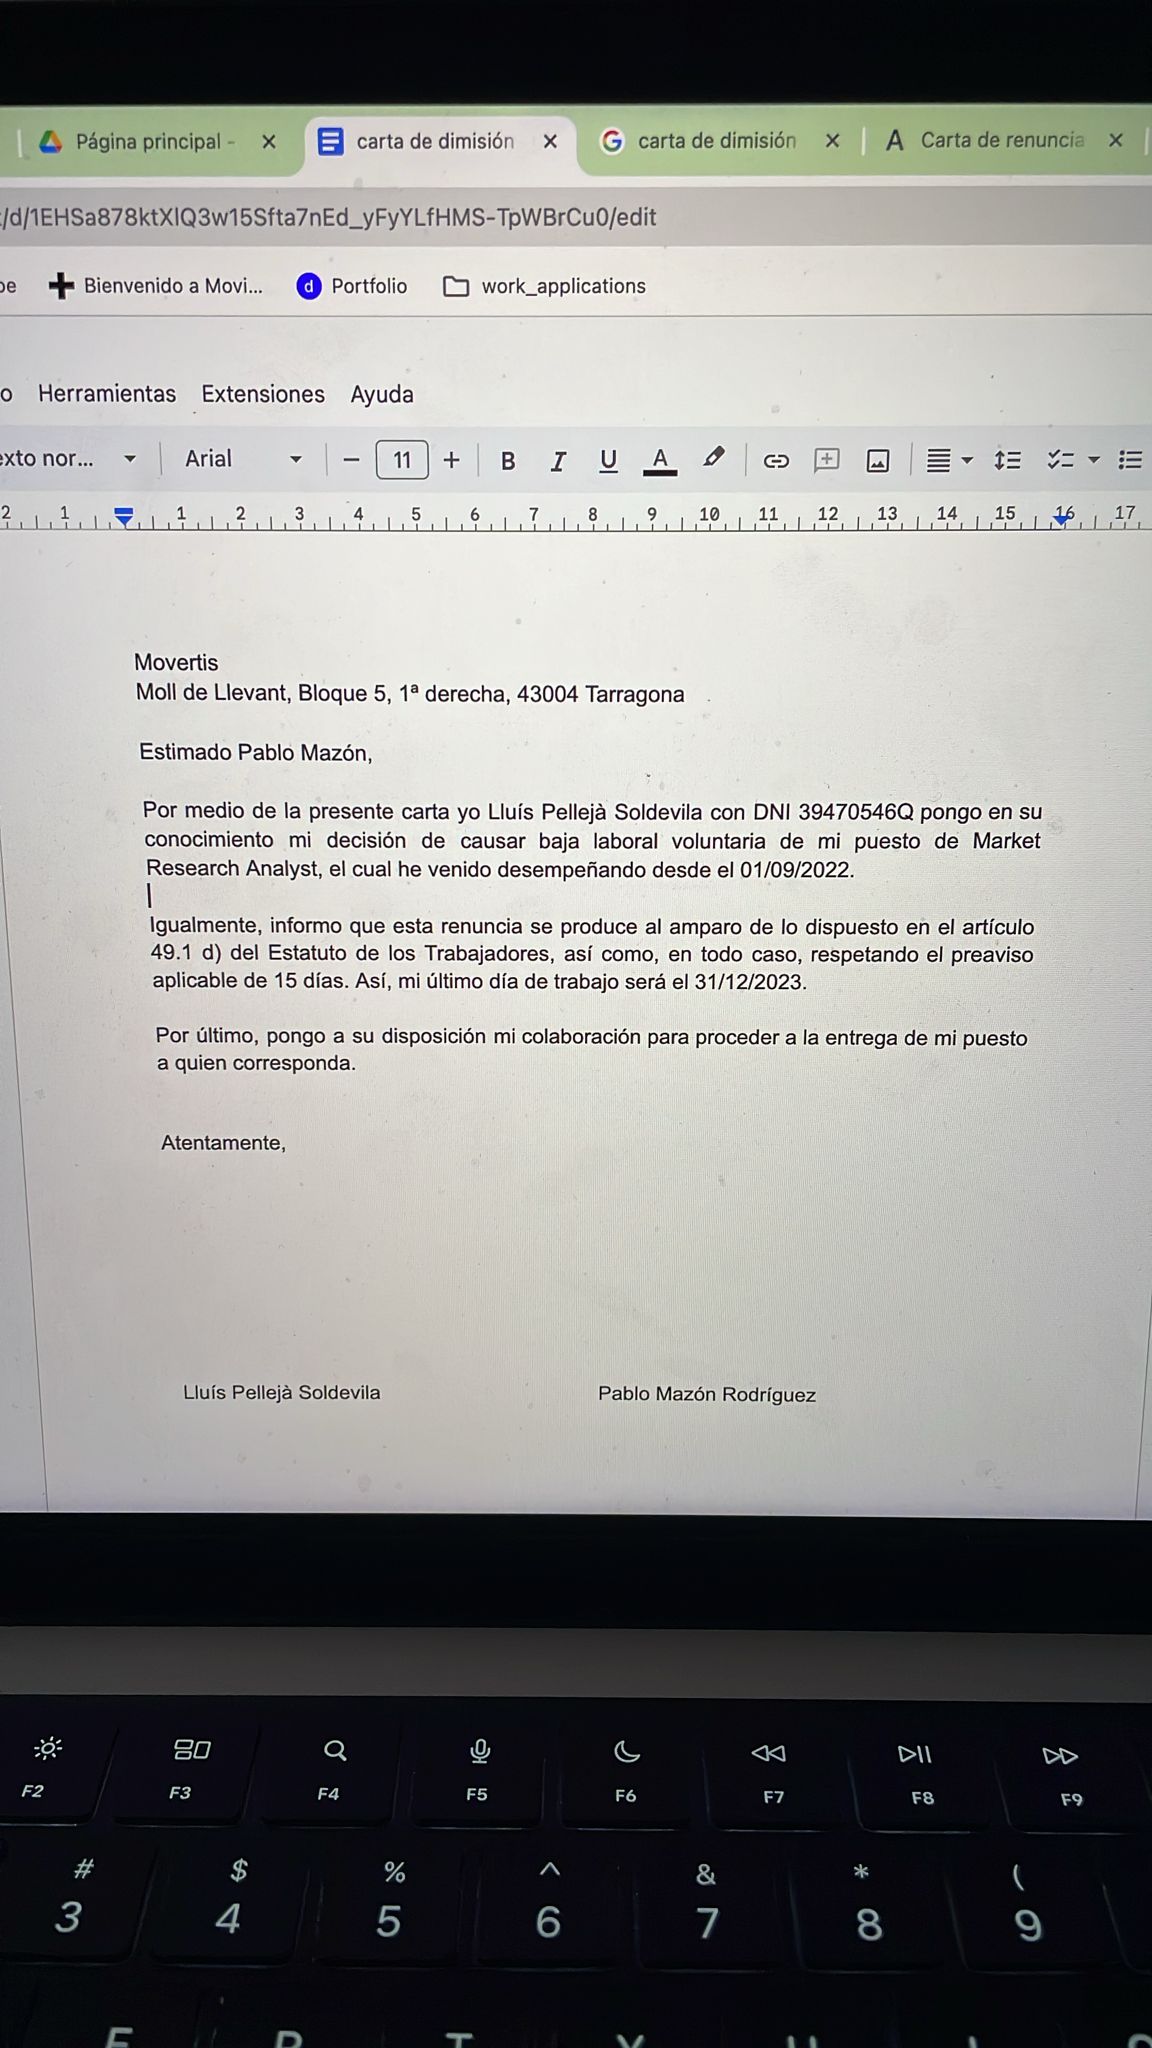 Página principal -
carta de dimisión
carta de dimisión
Carta de renuncia
/d/1EHSa878ktXlQ3w15Sfta7nEd_yFyYLfHMS-TpWBrCu0/edit
Bienvenido a Movi...
d Portfolio
work_applications
Herramientas Extensiones Ayuda
exto nor... Arial − 11 + B I U A
2 1 1 2 3 4 5 6 7 8 9 10 11 12 13 14 15 16 17
Movertis
Moll de Llevant, Bloque 5, 1ª derecha, 43004 Tarragona
Estimado Pablo Mazón,
Por medio de la presente carta yo Lluís Pellejà Soldevila con DNI 39470546Q pongo en su
conocimiento mi decisión de causar baja laboral voluntaria de mi puesto de Market
Research Analyst, el cual he venido desempeñando desde el 01/09/2022.
Igualmente, informo que esta renuncia se produce al amparo de lo dispuesto en el artículo
49.1 d) del Estatuto de los Trabajadores, así como, en todo caso, respetando el preaviso
aplicable de 15 días. Así, mi último día de trabajo será el 31/12/2023.
Por último, pongo a su disposición mi colaboración para proceder a la entrega de mi puesto
a quien corresponda.
Atentamente,
Lluís Pellejà Soldevila
Pablo Mazón Rodríguez
F2 F3 F4 F5 F6 F7 F8 F9
# $ % ^ & * (
3 4 5 6 7 8 9